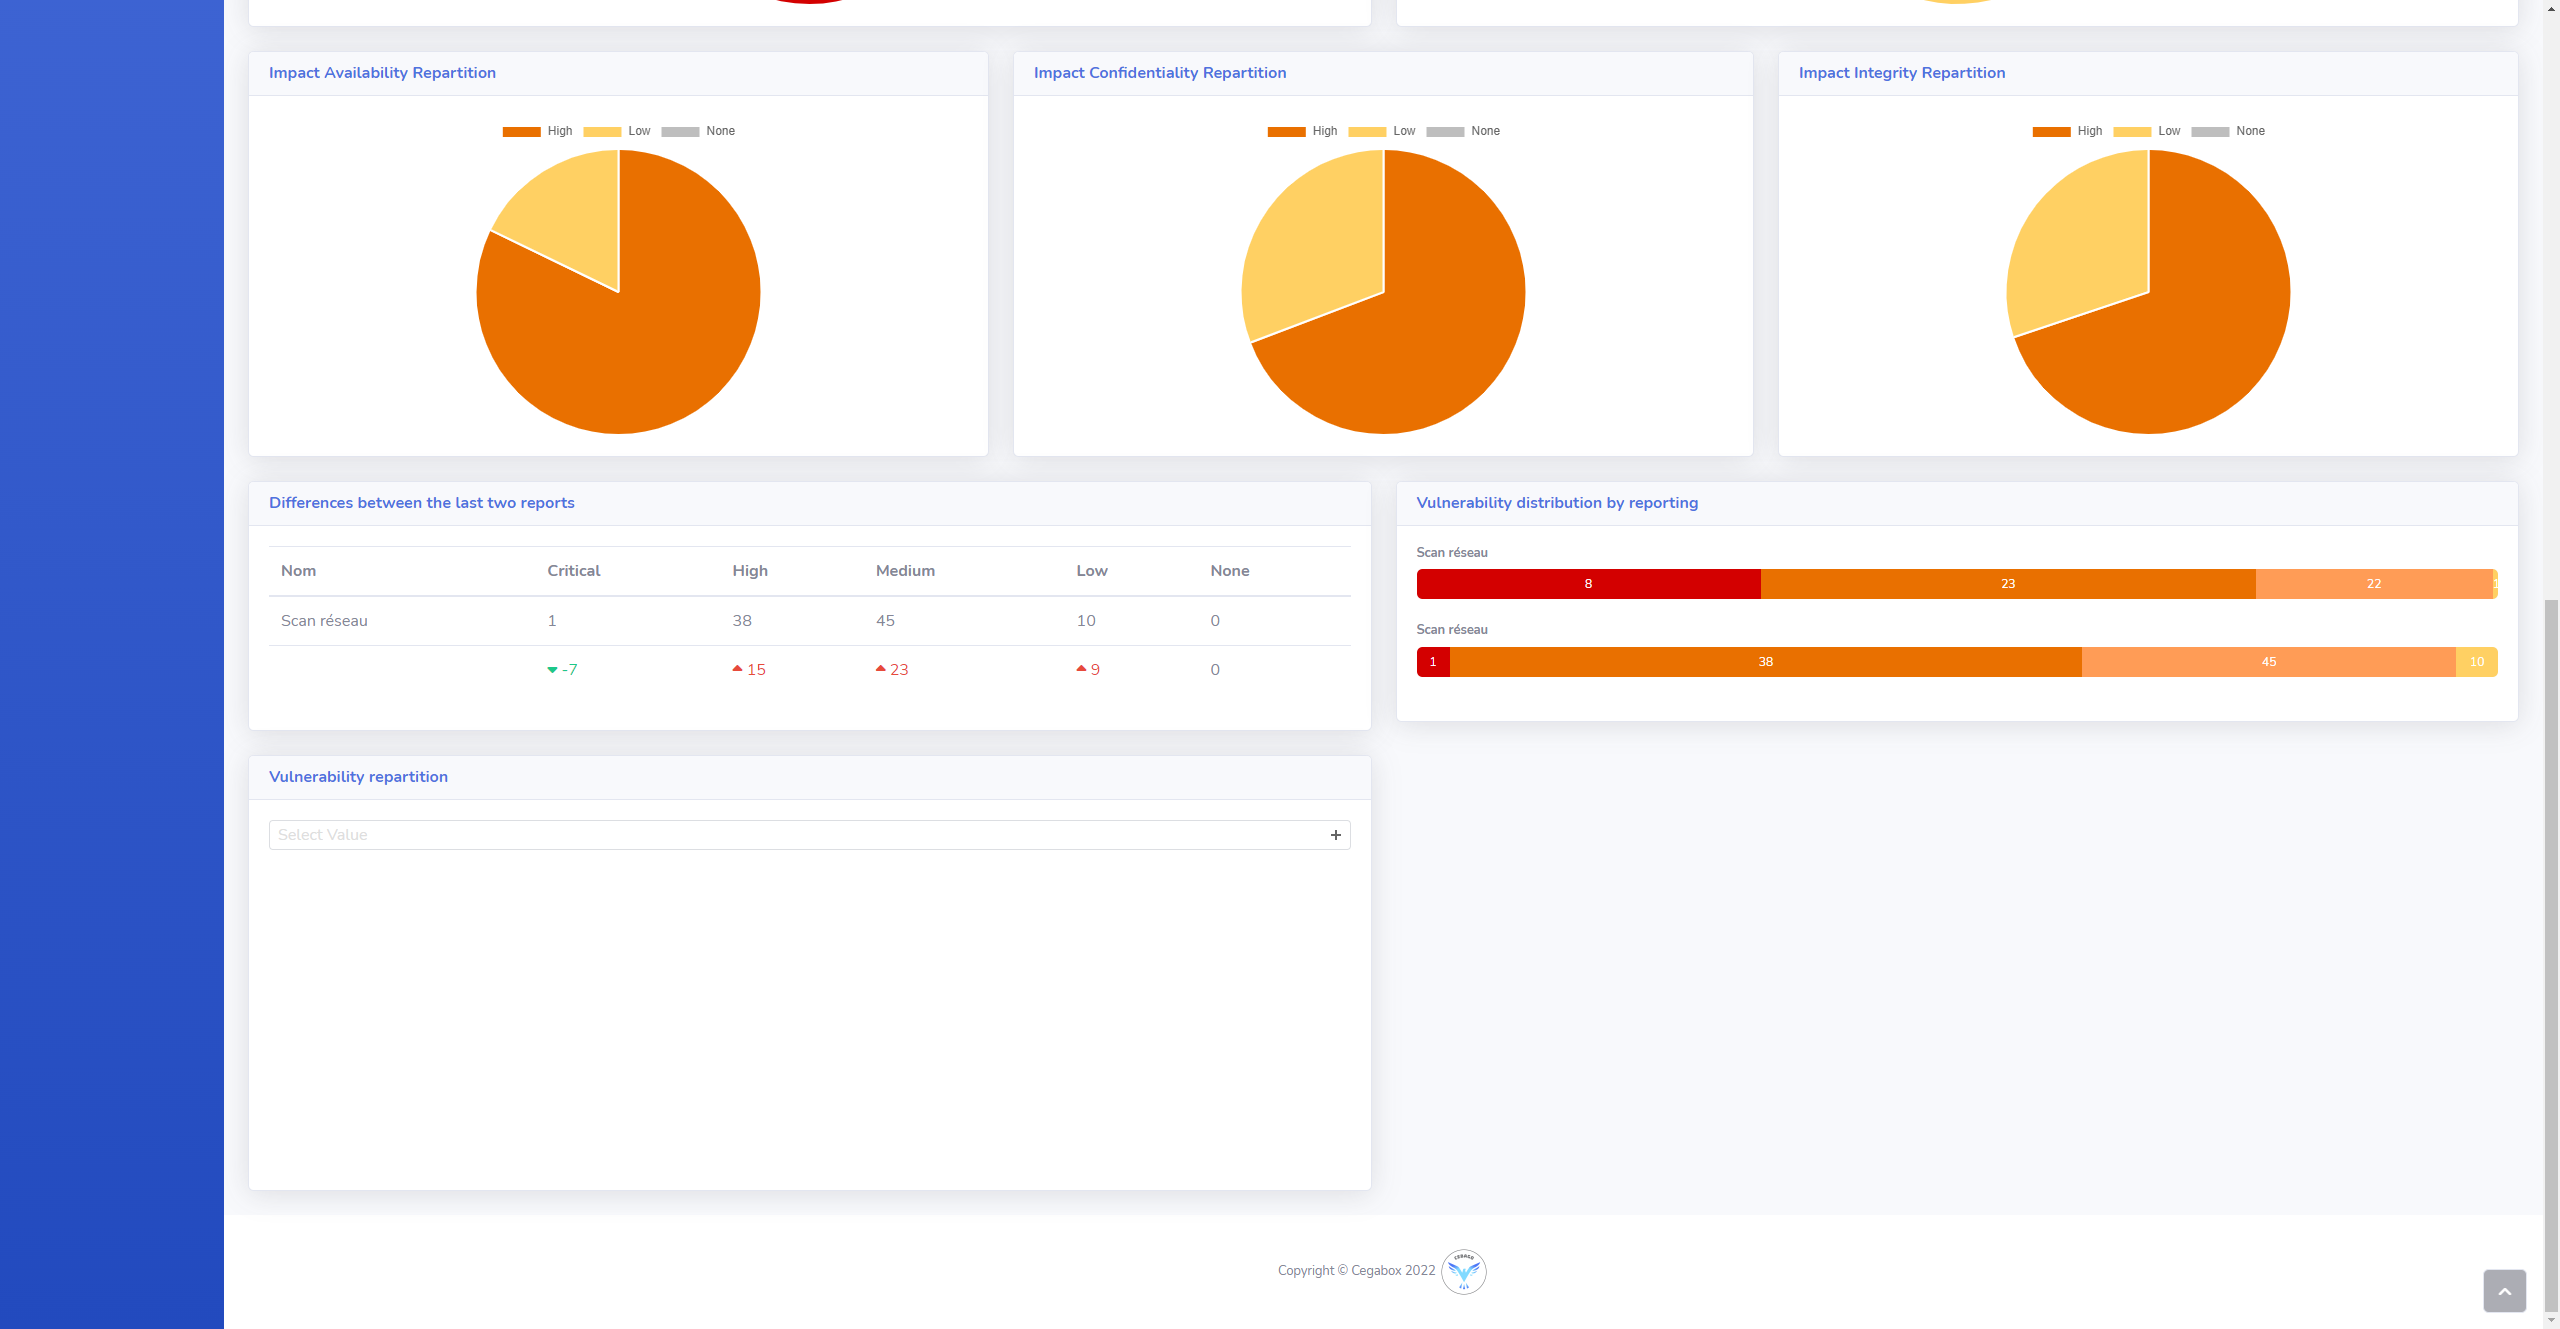 Impact Availability Repartition
High Low None
Impact Confidentiality Repartition
High Low None
Impact Integrity Repartition
High Low None
Differences between the last two reports
Nom Critical High Medium Low None
Scan réseau 1 38 45 10 0
-7 15 23 9 0
Vulnerability distribution by reporting
Scan réseau
8 23 22 1
Scan réseau
1 38 45 10
Vulnerability repartition
Select Value +
Copyright © Cegabox 2022